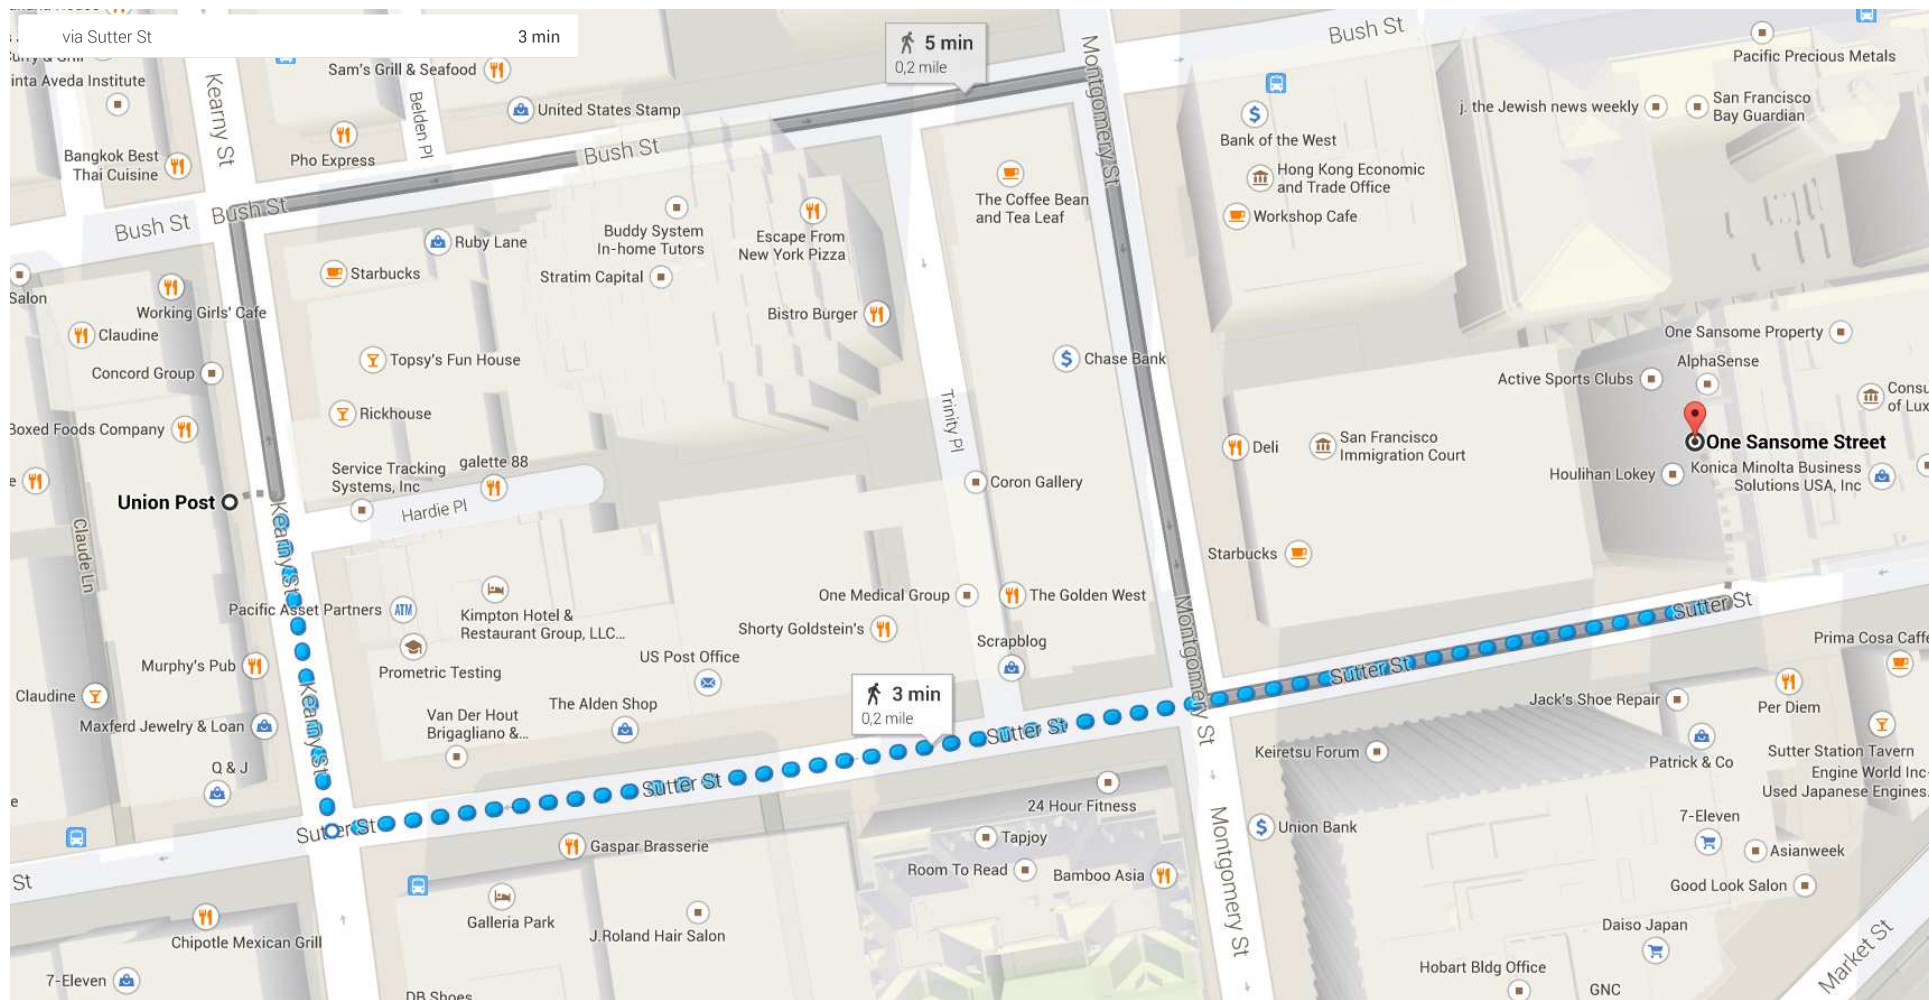 via Sutter St 3 min
inta Aveda Institute
Kearny St
Sam's Grill & Seafood
Belden Pl
United States Stamp
5 min
0,2 mile
Montgomery St
Bush St
Pacific Precious Metals
j. the Jewish news weekly
San Francisco
Bay Guardian
Bank of the West
Hong Kong Economic
and Trade Office
Workshop Cafe
Bangkok Best
Thai Cuisine
Pho Express
Bush St
Bush St
Bush St
The Coffee Bean
and Tea Leaf
Ruby Lane
Buddy System
In-home Tutors
Escape From
New York Pizza
Starbucks
Stratim Capital
Salon
Working Girls' Cafe
Claudine
Bistro Burger
Concord Group
Topsy's Fun House
Chase Bank
One Sansome Property
AlphaSense
Active Sports Clubs
Consu
of Lux
Boxed Foods Company
Rickhouse
Trinity Pl
Deli
San Francisco
Immigration Court
One Sansome Street
Houlihan Lokey
Konica Minolta Business
Solutions USA, Inc
e
Service Tracking
Systems, Inc
galette 88
Coron Gallery
Union Post
Hardie Pl
Kearny St
Claude Ln
Starbucks
Pacific Asset Partners
ATM
Kimpton Hotel &
Restaurant Group, LLC...
One Medical Group
The Golden West
Montgomery St
Sutter St
Shorty Goldstein's
Scrapblog
Prima Cosa Caffe
Murphy's Pub
Prometric Testing
US Post Office
Sutter St
Claudine
Kearny St
3 min
0,2 mile
Jack's Shoe Repair
Per Diem
Maxferd Jewelry & Loan
Van Der Hout
Brigagliano &...
The Alden Shop
Sutter St
Keiretsu Forum
Patrick & Co
Sutter Station Tavern
Engine World Inc-
Used Japanese Engines.
Q & J
Sutter St
24 Hour Fitness
e
Sutter St
Montgomery St
Union Bank
7-Eleven
Gaspar Brasserie
Tapjoy
Asianweek
St
Room To Read
Bamboo Asia
Good Look Salon
Galleria Park
J.Roland Hair Salon
Chipotle Mexican Grill
Daiso Japan
Market St
7-Eleven
Hobart Bldg Office
DB Shoes
GNC